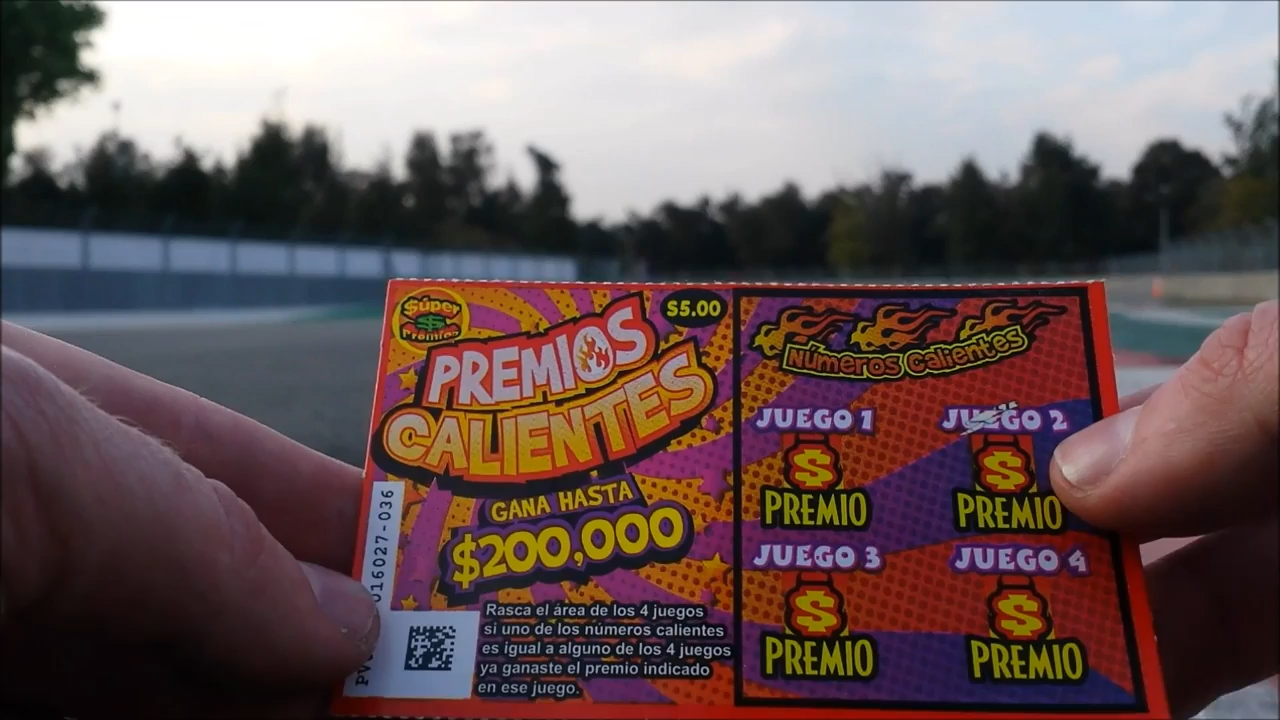 $úper
$
Premios
$5.00
PREMIOS
CALIENTES
GANA HASTA
$200,000
016027-036
Rasca el área de los 4 juegos
si uno de los números calientes
es igual a alguno de los 4 juegos
ya ganaste el premio indicado
en ese juego.
Números Calientes
JUEGO 1
$
PREMIO
JUEGO 2
$
PREMIO
JUEGO 3
$
PREMIO
JUEGO 4
$
PREMIO